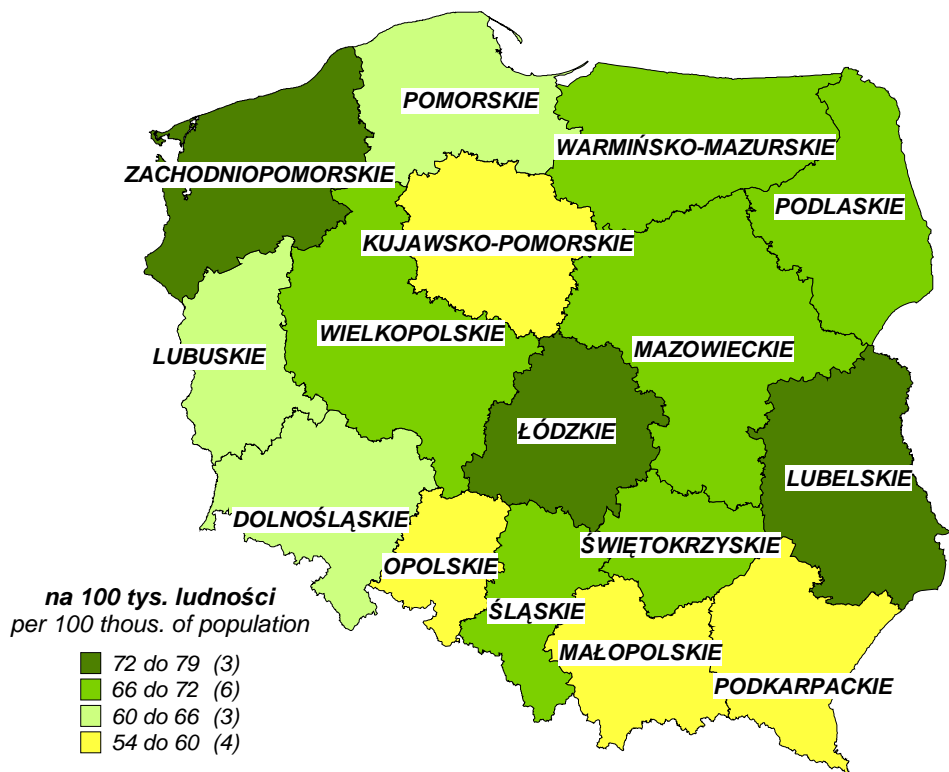 POMORSKIE
WARMIŃSKO-MAZURSKIE
ZACHODNIOPOMORSKIE
PODLASKIE
KUJAWSKO-POMORSKIE
WIELKOPOLSKIE
MAZOWIECKIE
LUBUSKIE
ŁÓDZKIE
LUBELSKIE
DOLNOŚLĄSKIE
ŚWIĘTOKRZYSKIE
OPOLSKIE
ŚLĄSKIE
MAŁOPOLSKIE
PODKARPACKIE
na 100 tys. ludności
per 100 thous. of population
72 do 79 (3)
66 do 72 (6)
60 do 66 (3)
54 do 60 (4)